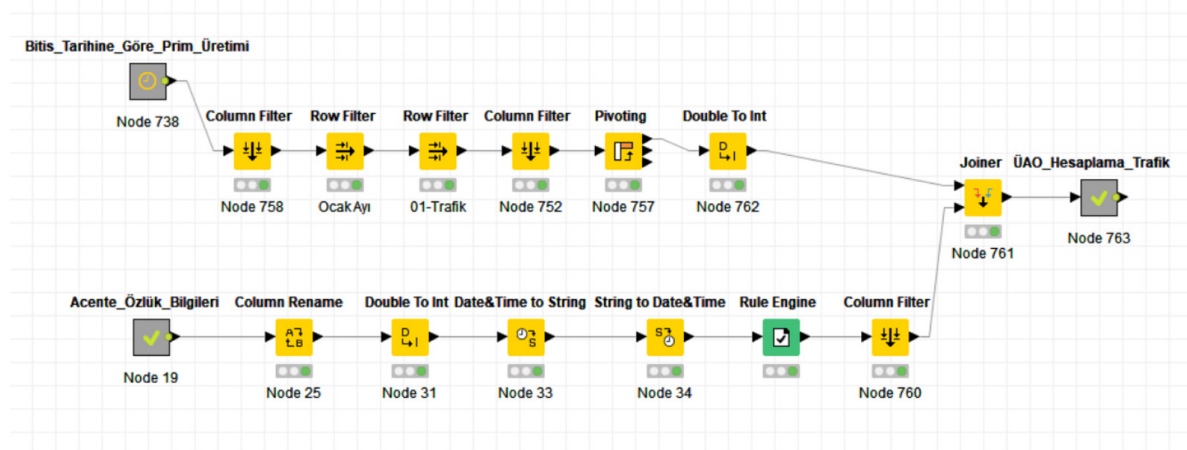 Bitis_Tarihine_Göre_Prim_Üretimi
Node 738
Column Filter Row Filter Row Filter Column Filter Pivoting Double To Int
Node 758 Ocak Ayı 01-Trafik Node 752 Node 757 Node 762
Joiner ÜAO_Hesaplama_Trafik
Node 761 Node 763
Acente_Özlük_Bilgileri Column Rename Double To Int Date&Time to String String to Date&Time Rule Engine Column Filter
Node 19 Node 25 Node 31 Node 33 Node 34 Node 760